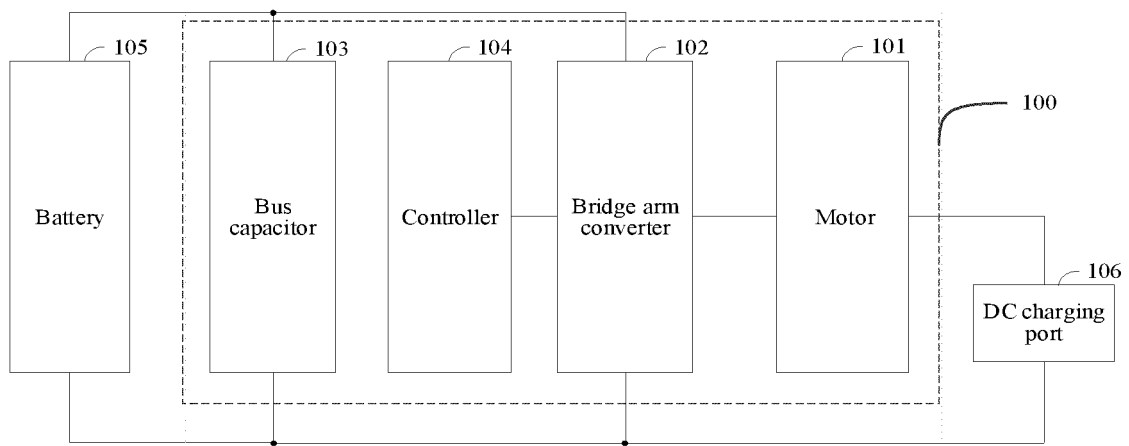 105
103
104
102
101
100
Battery
Bus
capacitor
Controller
Bridge arm
converter
Motor
106
DC charging
port